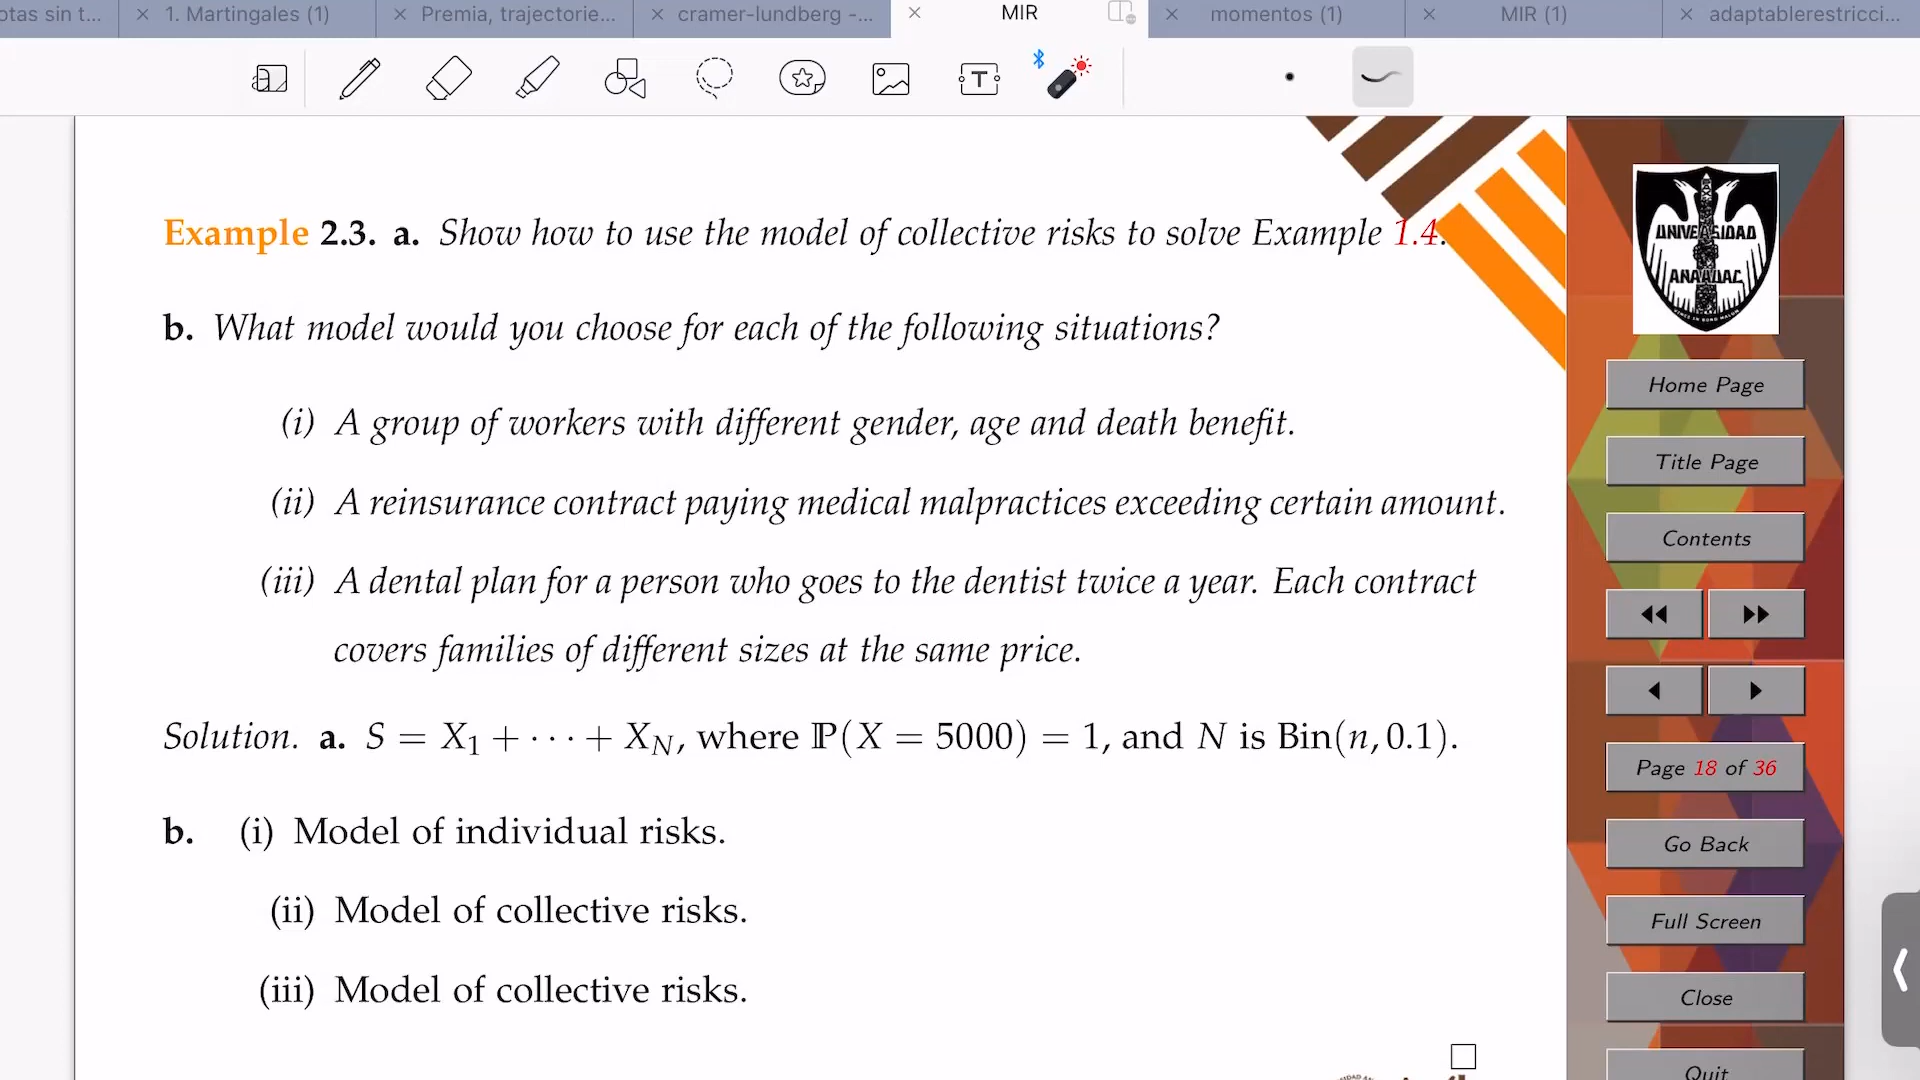 otas sin t...
1. Martingales (1)
Premia, trajectorie...
cramer-lundberg -...
MIR
momentos (1)
MIR (1)
adaptablerestricci...
Example 2.3. a. Show how to use the model of collective risks to solve Example 1.4.
b. What model would you choose for each of the following situations?
(i) A group of workers with different gender, age and death benefit.
(ii) A reinsurance contract paying medical malpractices exceeding certain amount.
(iii) A dental plan for a person who goes to the dentist twice a year. Each contract
covers families of different sizes at the same price.
Solution. a. S = X₁ + · · · + X_N, where ℙ(X = 5000) = 1, and N is Bin(n, 0.1).
b. (i) Model of individual risks.
(ii) Model of collective risks.
(iii) Model of collective risks.
Home Page
Title Page
Contents
Page 18 of 36
Go Back
Full Screen
Close
Quit